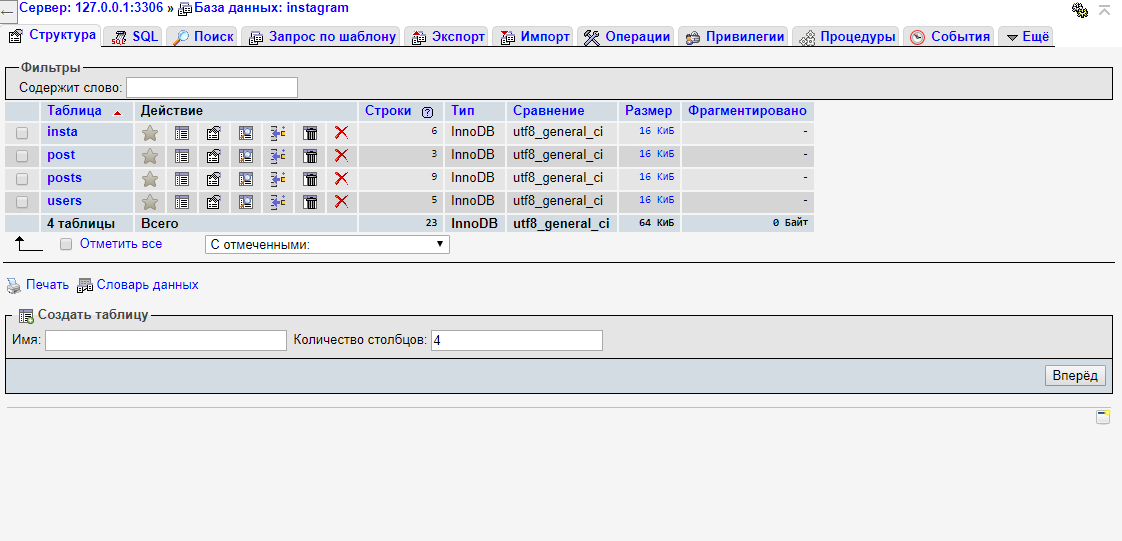 Сервер: 127.0.0.1:3306 » База данных: instagram
Структура SQL Поиск Запрос по шаблону Экспорт Импорт Операции Привилегии Процедуры События Ещё
Фильтры
Содержит слово:
Таблица Действие Строки Тип Сравнение Размер Фрагментировано
insta 6 InnoDB utf8_general_ci 16 КиБ -
post 3 InnoDB utf8_general_ci 16 КиБ -
posts 9 InnoDB utf8_general_ci 16 КиБ -
users 5 InnoDB utf8_general_ci 16 КиБ -
4 таблицы Всего 23 InnoDB utf8_general_ci 64 КиБ 0 Байт
Отметить все С отмеченными:
Печать Словарь данных
Создать таблицу
Имя: Количество столбцов: 4
Вперёд